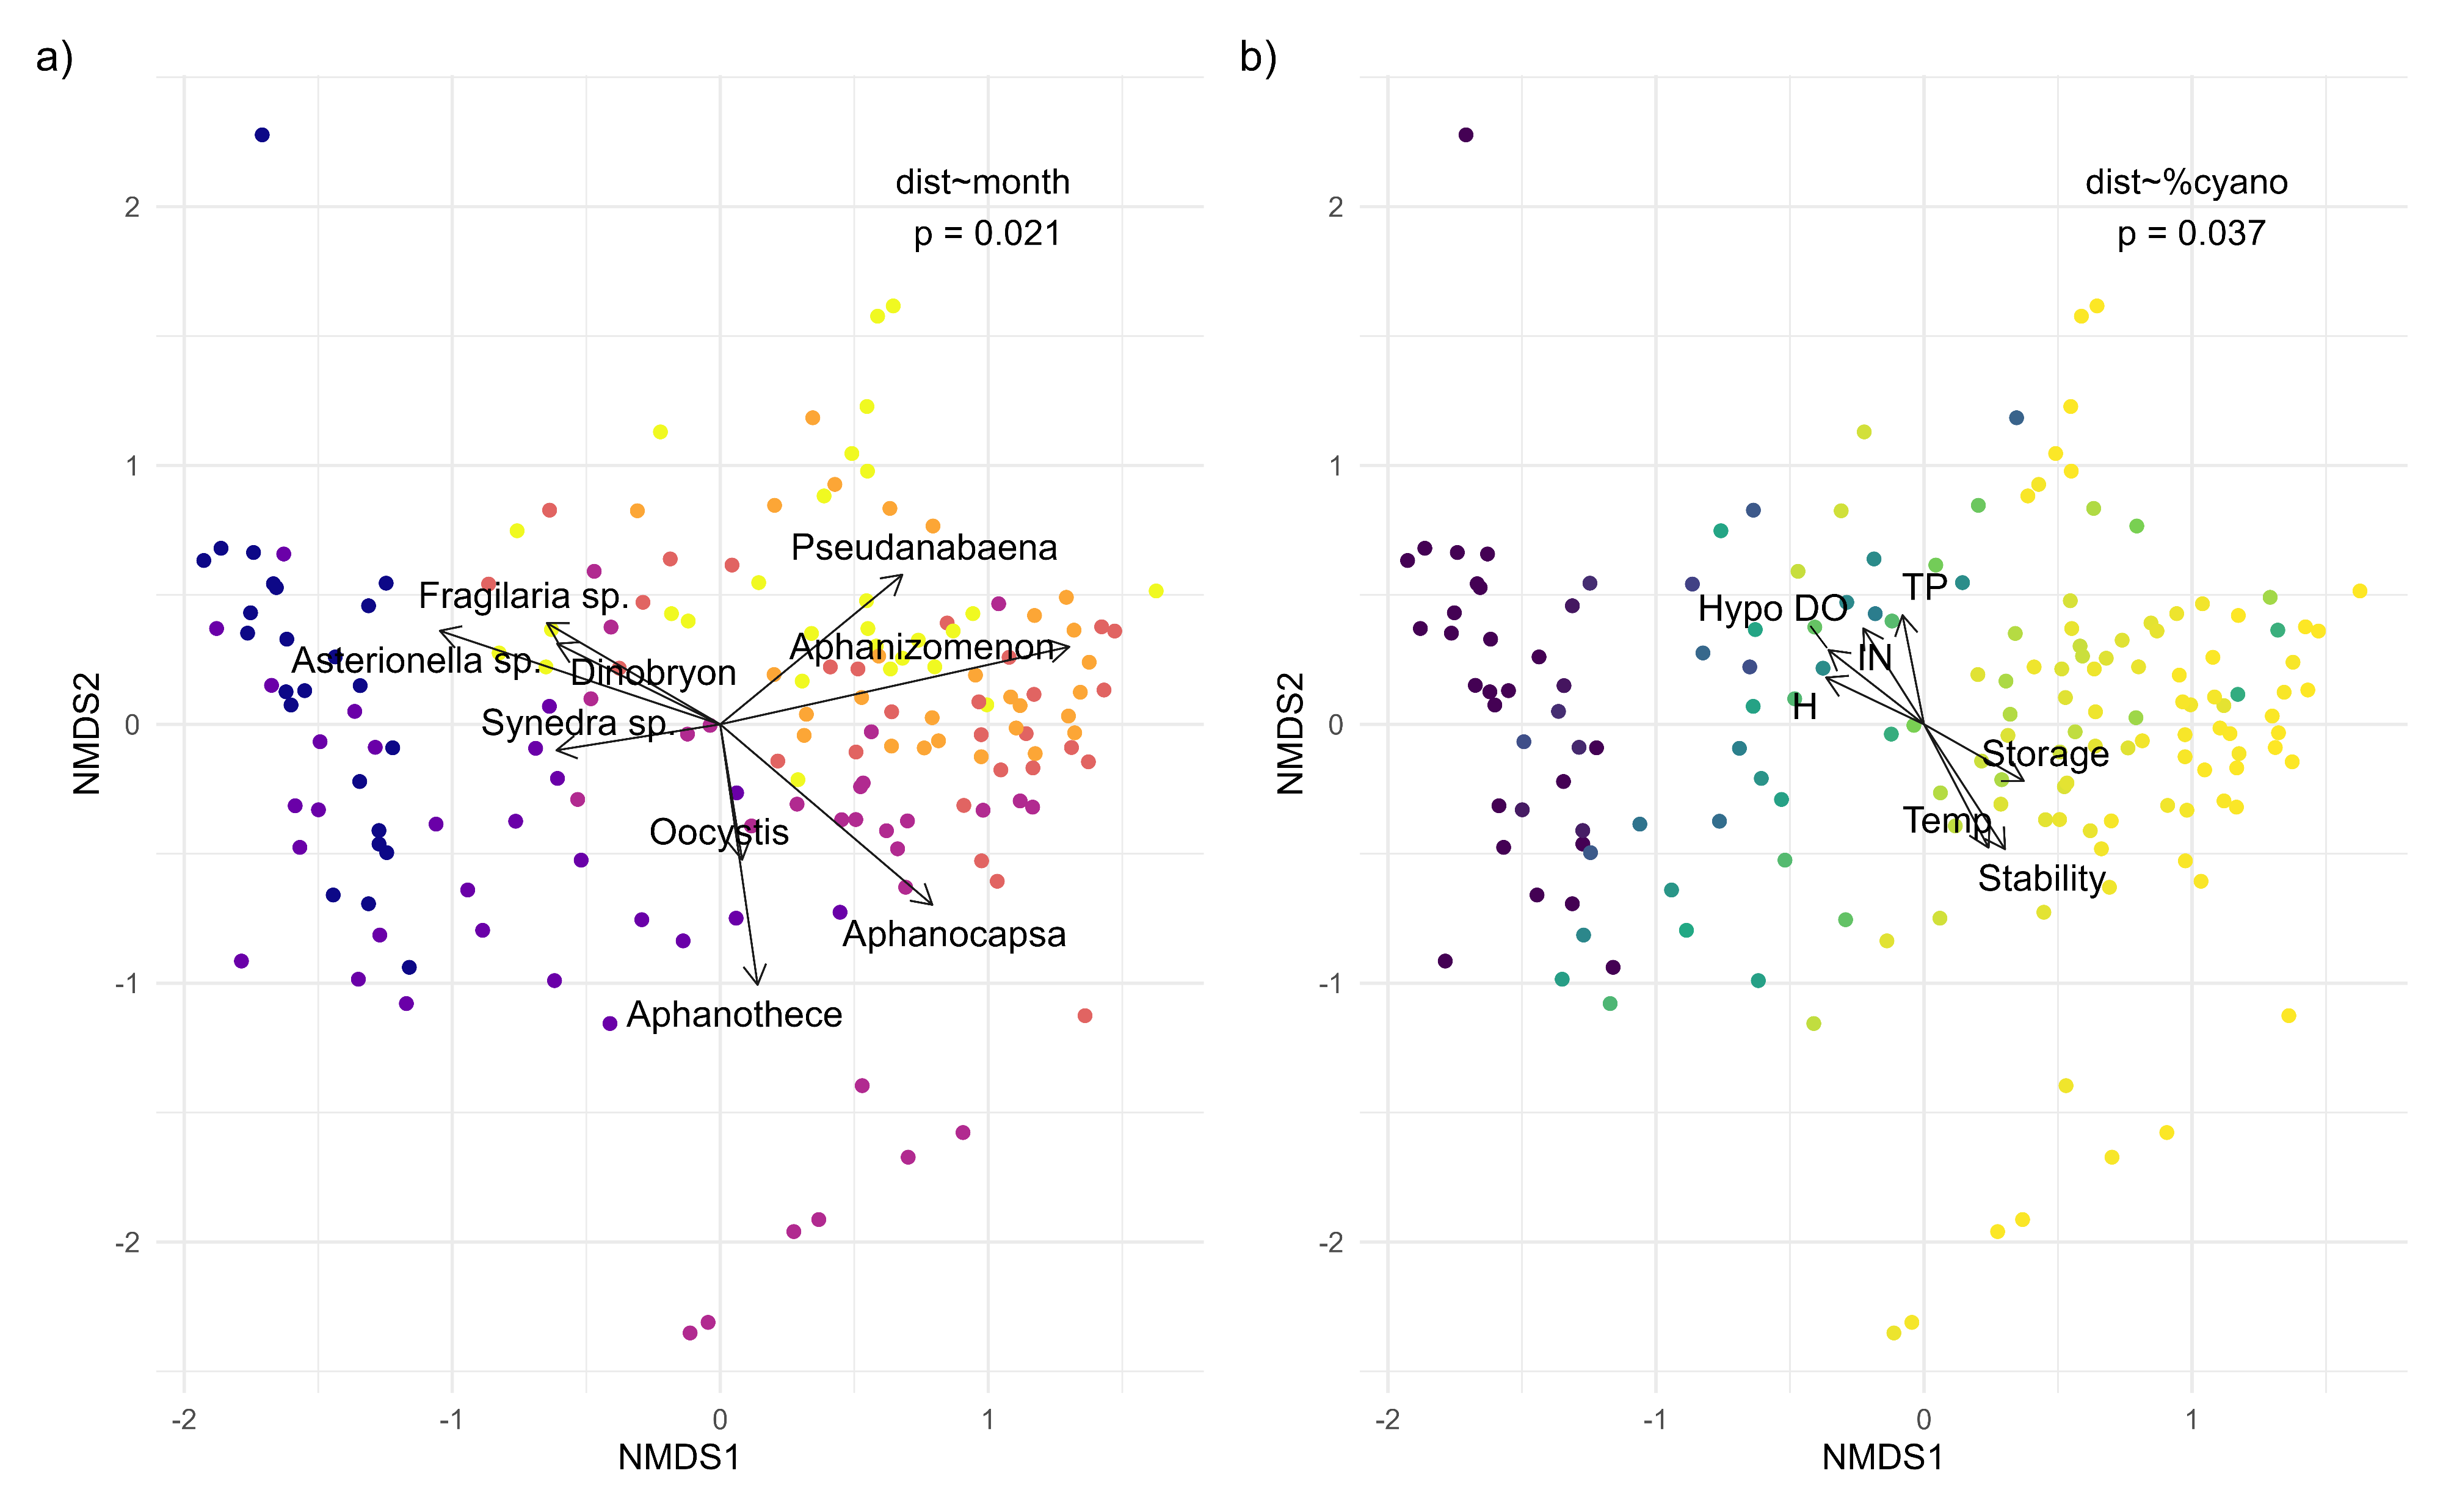 a)
dist~month
p = 0.021
Pseudanabaena
Fragilaria sp.
Aphanizomenon
Asterionella sp.
Dinobryon
Synedra sp.
Oocystis
Aphanocapsa
Aphanothece
2
1
0
-1
-2
NMDS2
-2
-1
0
1
NMDS1
b)
dist~%cyano
p = 0.037
TP
Hypo DO
IN
H
Storage
Temp
Stability
2
1
0
-1
-2
NMDS2
-2
-1
0
1
NMDS1